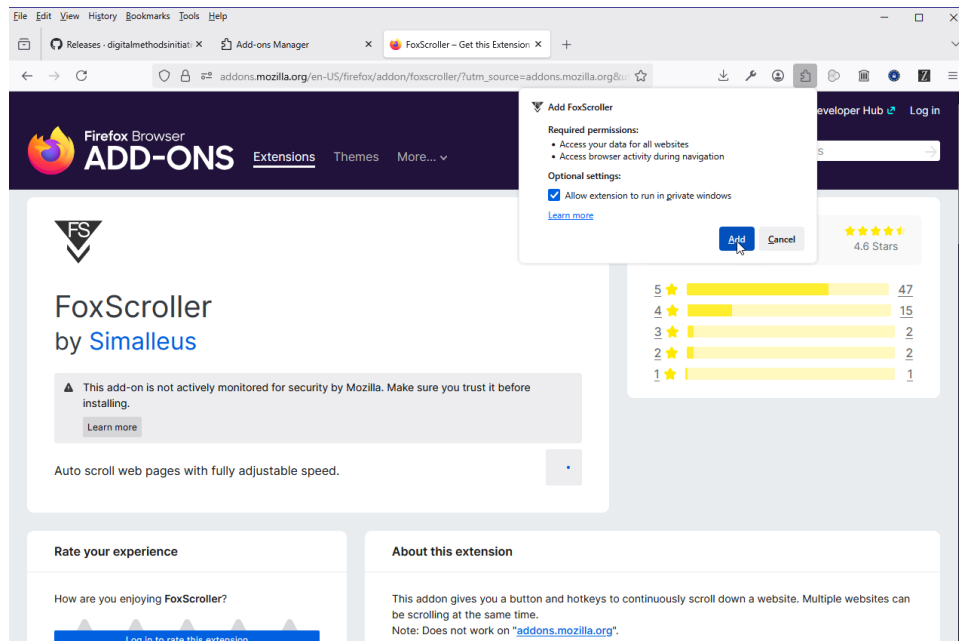 File Edit View History Bookmarks Tools Help
Releases · digitalmethodsinitiati
Add-ons Manager
FoxScroller – Get this Extension
addons.mozilla.org/en-US/firefox/addon/foxscroller/?utm_source=addons.mozilla.org&u
Add FoxScroller
Required permissions:
• Access your data for all websites
• Access browser activity during navigation
Optional settings:
Allow extension to run in private windows
Learn more
Add Cancel
eveloper Hub Log in
Firefox Browser
ADD-ONS
Extensions Themes More...
s
FS
FoxScroller
by Simalleus
This add-on is not actively monitored for security by Mozilla. Make sure you trust it before
installing.
Learn more
Auto scroll web pages with fully adjustable speed.
4.6 Stars
5 47
4 15
3 2
2 2
1 1
Rate your experience
How are you enjoying FoxScroller?
Log in to rate this extension
About this extension
This addon gives you a button and hotkeys to continuously scroll down a website. Multiple websites can
be scrolling at the same time.
Note: Does not work on "addons.mozilla.org".